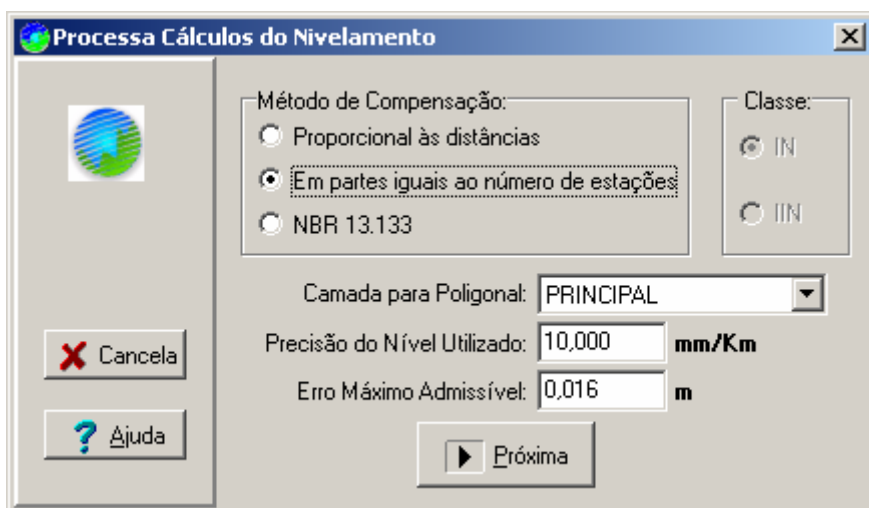 Processa Cálculos do Nivelamento
Método de Compensação:
Proporcional às distâncias
Em partes iguais ao número de estações
NBR 13.133
Classe:
IN
IIN
Camada para Poligonal: PRINCIPAL
Precisão do Nível Utilizado: 10,000 mm/Km
Erro Máximo Admissível: 0,016 m
Cancela
Ajuda
Próxima